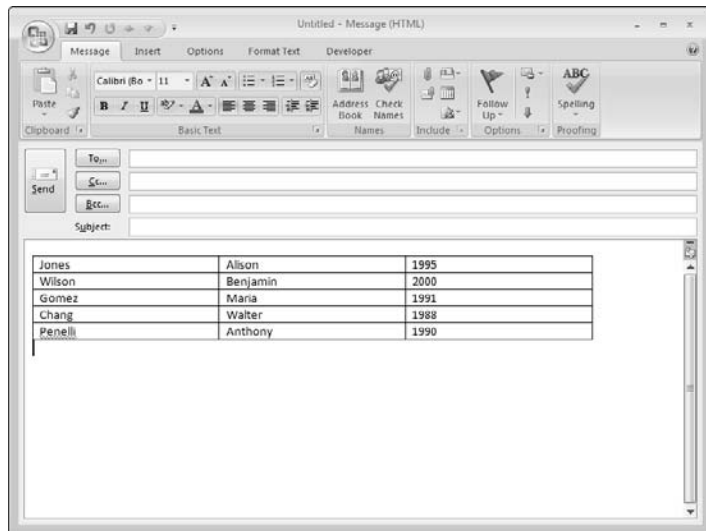 Untitled - Message (HTML)
Message Insert Options Format Text Developer
Calibri (Bo 11 A A ABC
Paste B I U A Address Book Check Names Follow Up Spelling
Clipboard Basic Text Names Include Options Proofing
To...
Send Cc...
Bcc...
Subject:
Jones Alison 1995
Wilson Benjamin 2000
Gomez Maria 1991
Chang Walter 1988
Penelli Anthony 1990